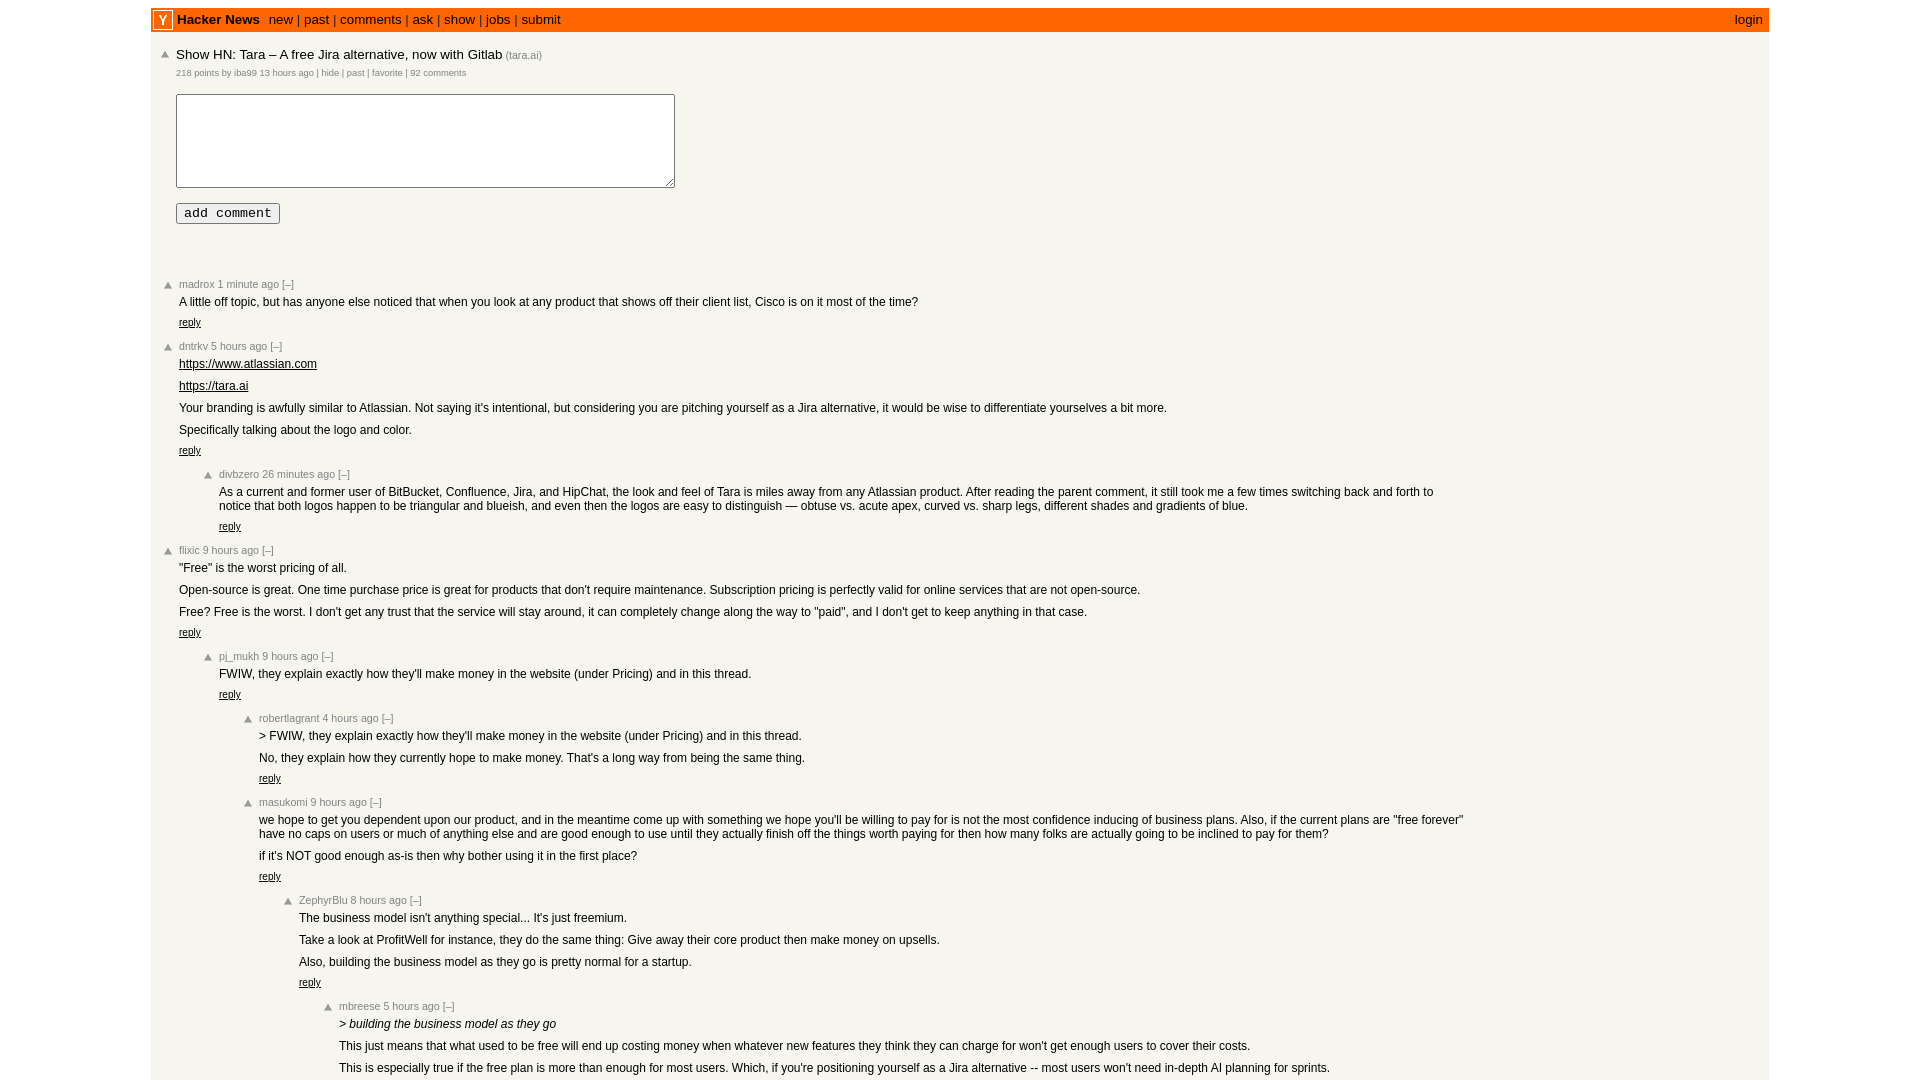 Y Hacker News new | past | comments | ask | show | jobs | submit login
Show HN: Tara – A free Jira alternative, now with Gitlab (tara.ai)
218 points by iba99 13 hours ago | hide | past | favorite | 92 comments
add comment
madrox 1 minute ago [–]
A little off topic, but has anyone else noticed that when you look at any product that shows off their client list, Cisco is on it most of the time?
reply
dntrkv 5 hours ago [–]
https://www.atlassian.com
https://tara.ai
Your branding is awfully similar to Atlassian. Not saying it's intentional, but considering you are pitching yourself as a Jira alternative, it would be wise to differentiate yourselves a bit more.
Specifically talking about the logo and color.
reply
divbzero 26 minutes ago [–]
As a current and former user of BitBucket, Confluence, Jira, and HipChat, the look and feel of Tara is miles away from any Atlassian product. After reading the parent comment, it still took me a few times switching back and forth to
notice that both logos happen to be triangular and blueish, and even then the logos are easy to distinguish — obtuse vs. acute apex, curved vs. sharp legs, different shades and gradients of blue.
reply
flixic 9 hours ago [–]
"Free" is the worst pricing of all.
Open-source is great. One time purchase price is great for products that don't require maintenance. Subscription pricing is perfectly valid for online services that are not open-source.
Free? Free is the worst. I don't get any trust that the service will stay around, it can completely change along the way to "paid", and I don't get to keep anything in that case.
reply
pj_mukh 9 hours ago [–]
FWIW, they explain exactly how they'll make money in the website (under Pricing) and in this thread.
reply
robertlagrant 4 hours ago [–]
> FWIW, they explain exactly how they'll make money in the website (under Pricing) and in this thread.
No, they explain how they currently hope to make money. That's a long way from being the same thing.
reply
masukomi 9 hours ago [–]
we hope to get you dependent upon our product, and in the meantime come up with something we hope you'll be willing to pay for is not the most confidence inducing of business plans. Also, if the current plans are "free forever"
have no caps on users or much of anything else and are good enough to use until they actually finish off the things worth paying for then how many folks are actually going to be inclined to pay for them?
if it's NOT good enough as-is then why bother using it in the first place?
reply
ZephyrBlu 8 hours ago [–]
The business model isn't anything special... It's just freemium.
Take a look at ProfitWell for instance, they do the same thing: Give away their core product then make money on upsells.
Also, building the business model as they go is pretty normal for a startup.
reply
mbreese 5 hours ago [–]
> building the business model as they go
This just means that what used to be free will end up costing money when whatever new features they think they can charge for won't get enough users to cover their costs.
This is especially true if the free plan is more than enough for most users. Which, if you're positioning yourself as a Jira alternative -- most users won't need in-depth AI planning for sprints.